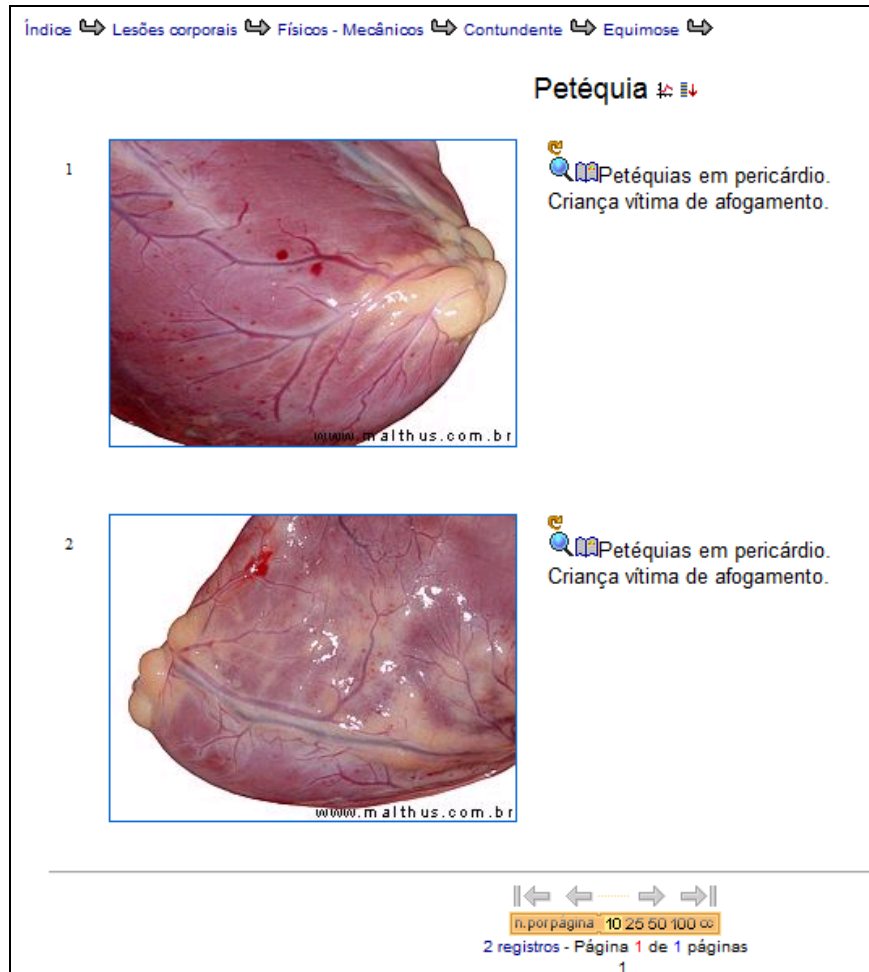 Índice Lesões corporais Físicos - Mecânicos Contundente Equimose
Petéquia
1
Petéquias em pericárdio.
Criança vítima de afogamento.
www.malthus.com.br
2
Petéquias em pericárdio.
Criança vítima de afogamento.
www.malthus.com.br
n.por página 10 25 50 100 ∞
2 registros - Página 1 de 1 páginas
1